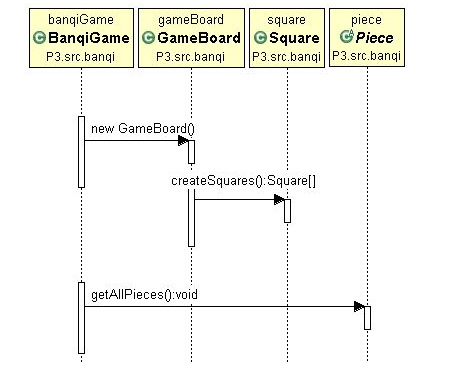 banqiGame gameBoard square piece
BanqiGame GameBoard Square Piece
P3.src.banqi P3.src.banqi P3.src.banqi P3.src.banqi
new GameBoard()
createSquares():Square[]
getAllPieces():void